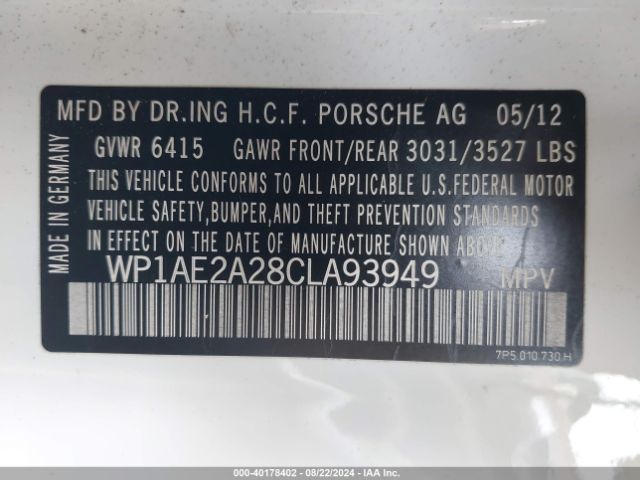 MFD BY DR.ING H.C.F. PORSCHE AG 05/12
GVWR 6415 GAWR FRONT/REAR 3031/3527 LBS
THIS VEHICLE CONFORMS TO ALL APPLICABLE U.S.FEDERAL MOTOR
VEHICLE SAFETY,BUMPER,AND THEFT PREVENTION STANDARDS
IN EFFECT ON THE DATE OF MANUFACTURE SHOWN ABOVE.
WP1AE2A28CLA93949 MPV
7P5.010.730.H
MADE IN GERMANY
000-40178402 - 08/22/2024 - IAAI.COM